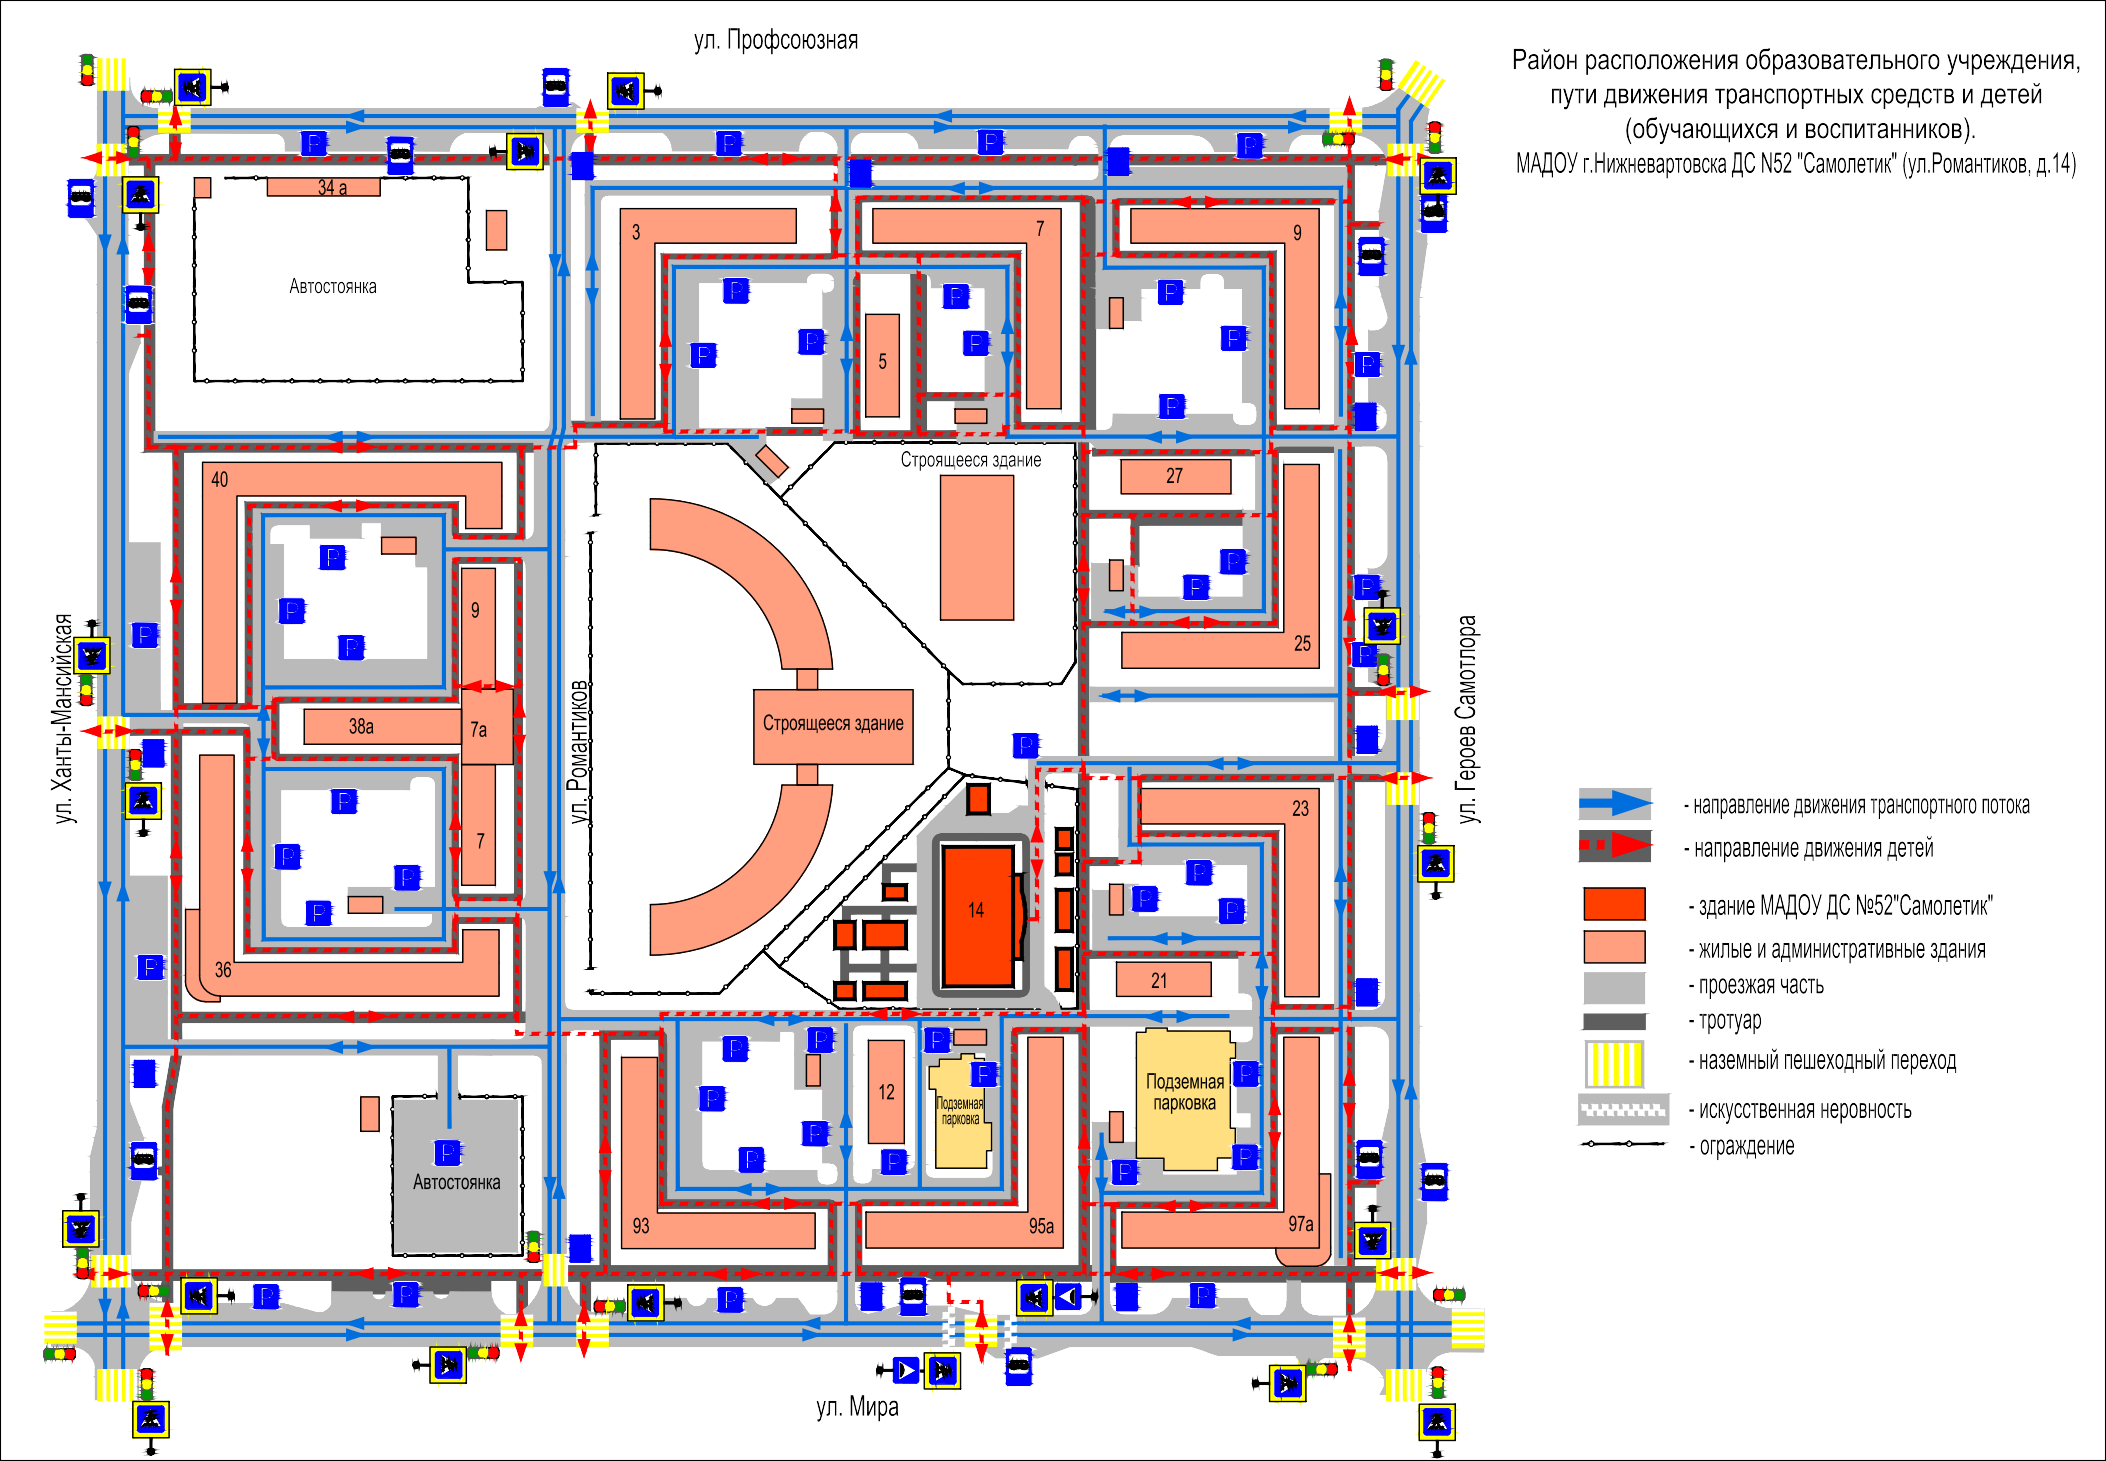 ул. Профсоюзная
Район расположения образовательного учреждения,
пути движения транспортных средств и детей
(обучающихся и воспитанников).
МАДОУ г.Нижневартовска ДС N52 "Самолетик" (ул.Романтиков, д.14)
34 а
Автостоянка
3
7
9
5
Строящееся здание
40
27
9
25
38а
7а
Строящееся здание
ул. Ханты-Мансийская
ул. Романтиков
ул. Героев Самотлора
7
23
14
36
21
12
Подземная
парковка
Подземная
парковка
Автостоянка
93
95а
97а
ул. Мира
- направление движения транспортного потока
- направление движения детей
- здание МАДОУ ДС №52"Самолетик"
- жилые и административные здания
- проезжая часть
- тротуар
- наземный пешеходный переход
- искусственная неровность
- ограждение